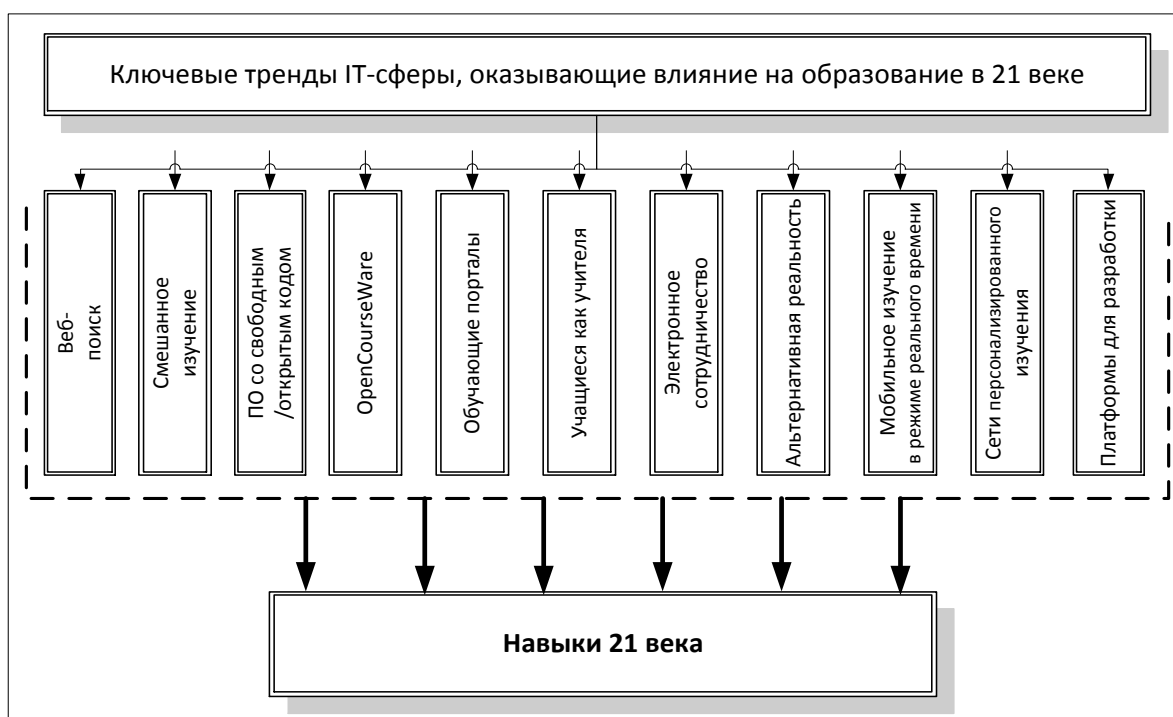 Ключевые тренды IT-сферы, оказывающие влияние на образование в 21 веке
Веб-
поиск
Смешанное
изучение
ПО со свободным
/открытым кодом
OpenCourseWare
Обучающие порталы
Учащиеся как учителя
Электронное
сотрудничество
Альтернативная реальность
Мобильное изучение
в режиме реального времени
Сети персонализированного
изучения
Платформы для разработки
Навыки 21 века